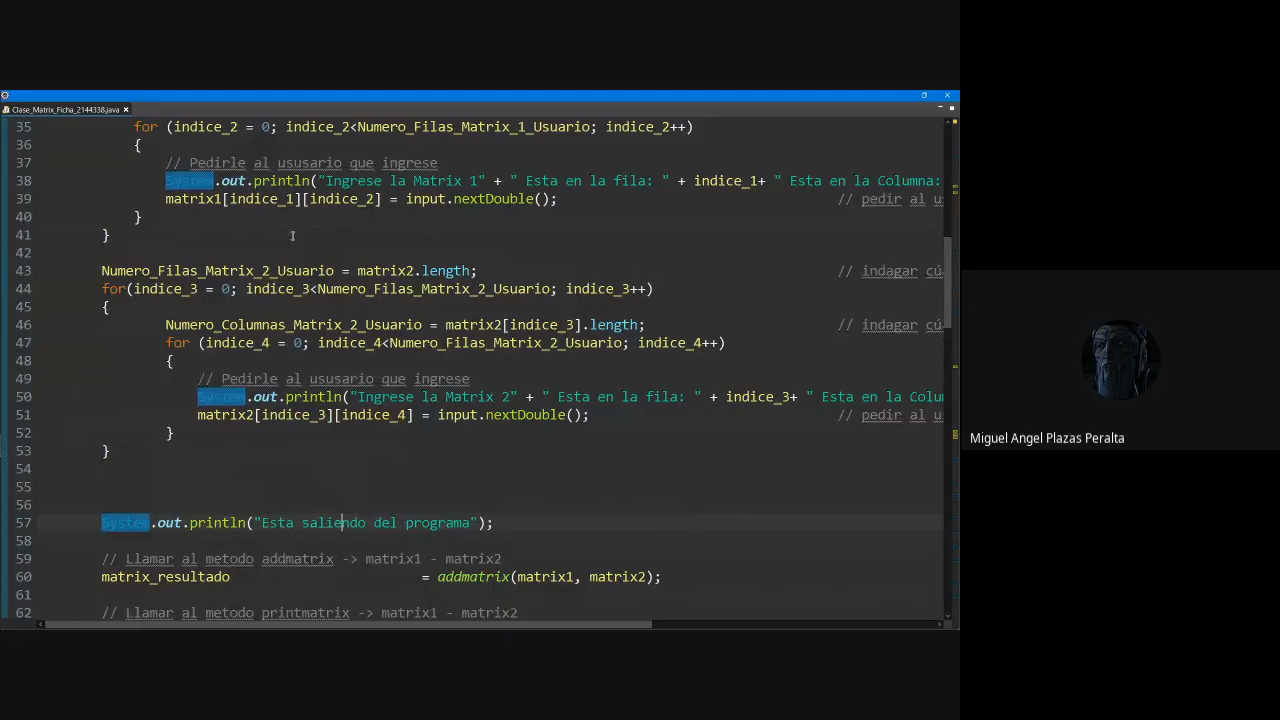 Clase_Matrix_Ficha_2144338.java
35 for (indice_2 = 0; indice_2<Numero_Filas_Matrix_1_Usuario; indice_2++)
36 {
37 // Pedirle al ususario que ingrese
38 System.out.println("Ingrese la Matrix 1" + " Esta en la fila: " + indice_1+ " Esta en la Columna:
39 matrix1[indice_1][indice_2] = input.nextDouble(); // pedir al u
40 }
41 }
42
43 Numero_Filas_Matrix_2_Usuario = matrix2.length; // indagar cú
44 for(indice_3 = 0; indice_3<Numero_Filas_Matrix_2_Usuario; indice_3++)
45 {
46 Numero_Columnas_Matrix_2_Usuario = matrix2[indice_3].length; // indagar cú
47 for (indice_4 = 0; indice_4<Numero_Filas_Matrix_2_Usuario; indice_4++)
48 {
49 // Pedirle al ususario que ingrese
50 System.out.println("Ingrese la Matrix 2" + " Esta en la fila: " + indice_3+ " Esta en la Colu
51 matrix2[indice_3][indice_4] = input.nextDouble(); // pedir al u
52 }
53 }
54
55
56
57 System.out.println("Esta saliendo del programa");
58
59 // Llamar al metodo addmatrix -> matrix1 - matrix2
60 matrix_resultado = addmatrix(matrix1, matrix2);
61
62 // Llamar al metodo printmatrix -> matrix1 - matrix2
Miguel Angel Plazas Peralta